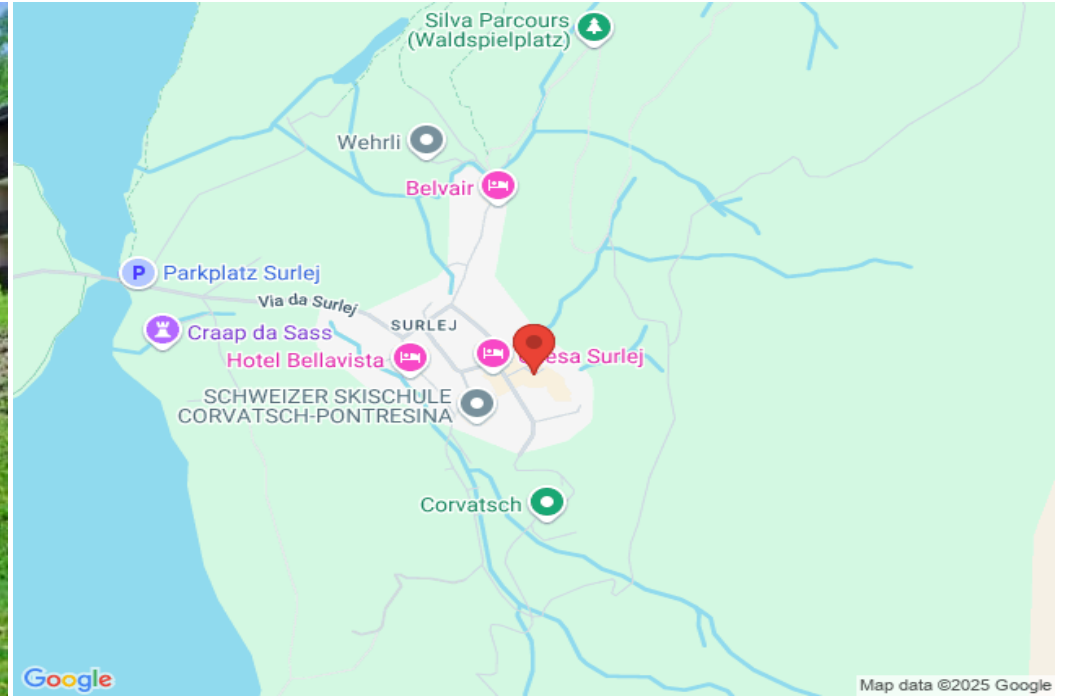 Silva Parcours
(Waldspielplatz)
Wehrli
Belvair
P
Parkplatz Surlej
Via da Surlej
SURLEJ
Craap da Sass
Hotel Bellavista
esa Surlej
SCHWEIZER SKISCHULE
CORVATSCH-PONTRESINA
Corvatsch
Google
Map data ©2025 Google